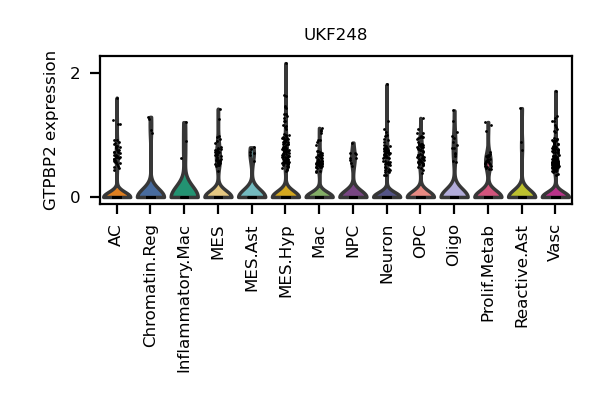 UKF248
GTPBP2 expression
2
0
AC
Chromatin.Reg
Inflammatory.Mac
MES
MES.Ast
MES.Hyp
Mac
NPC
Neuron
OPC
Oligo
Prolif.Metab
Reactive.Ast
Vasc